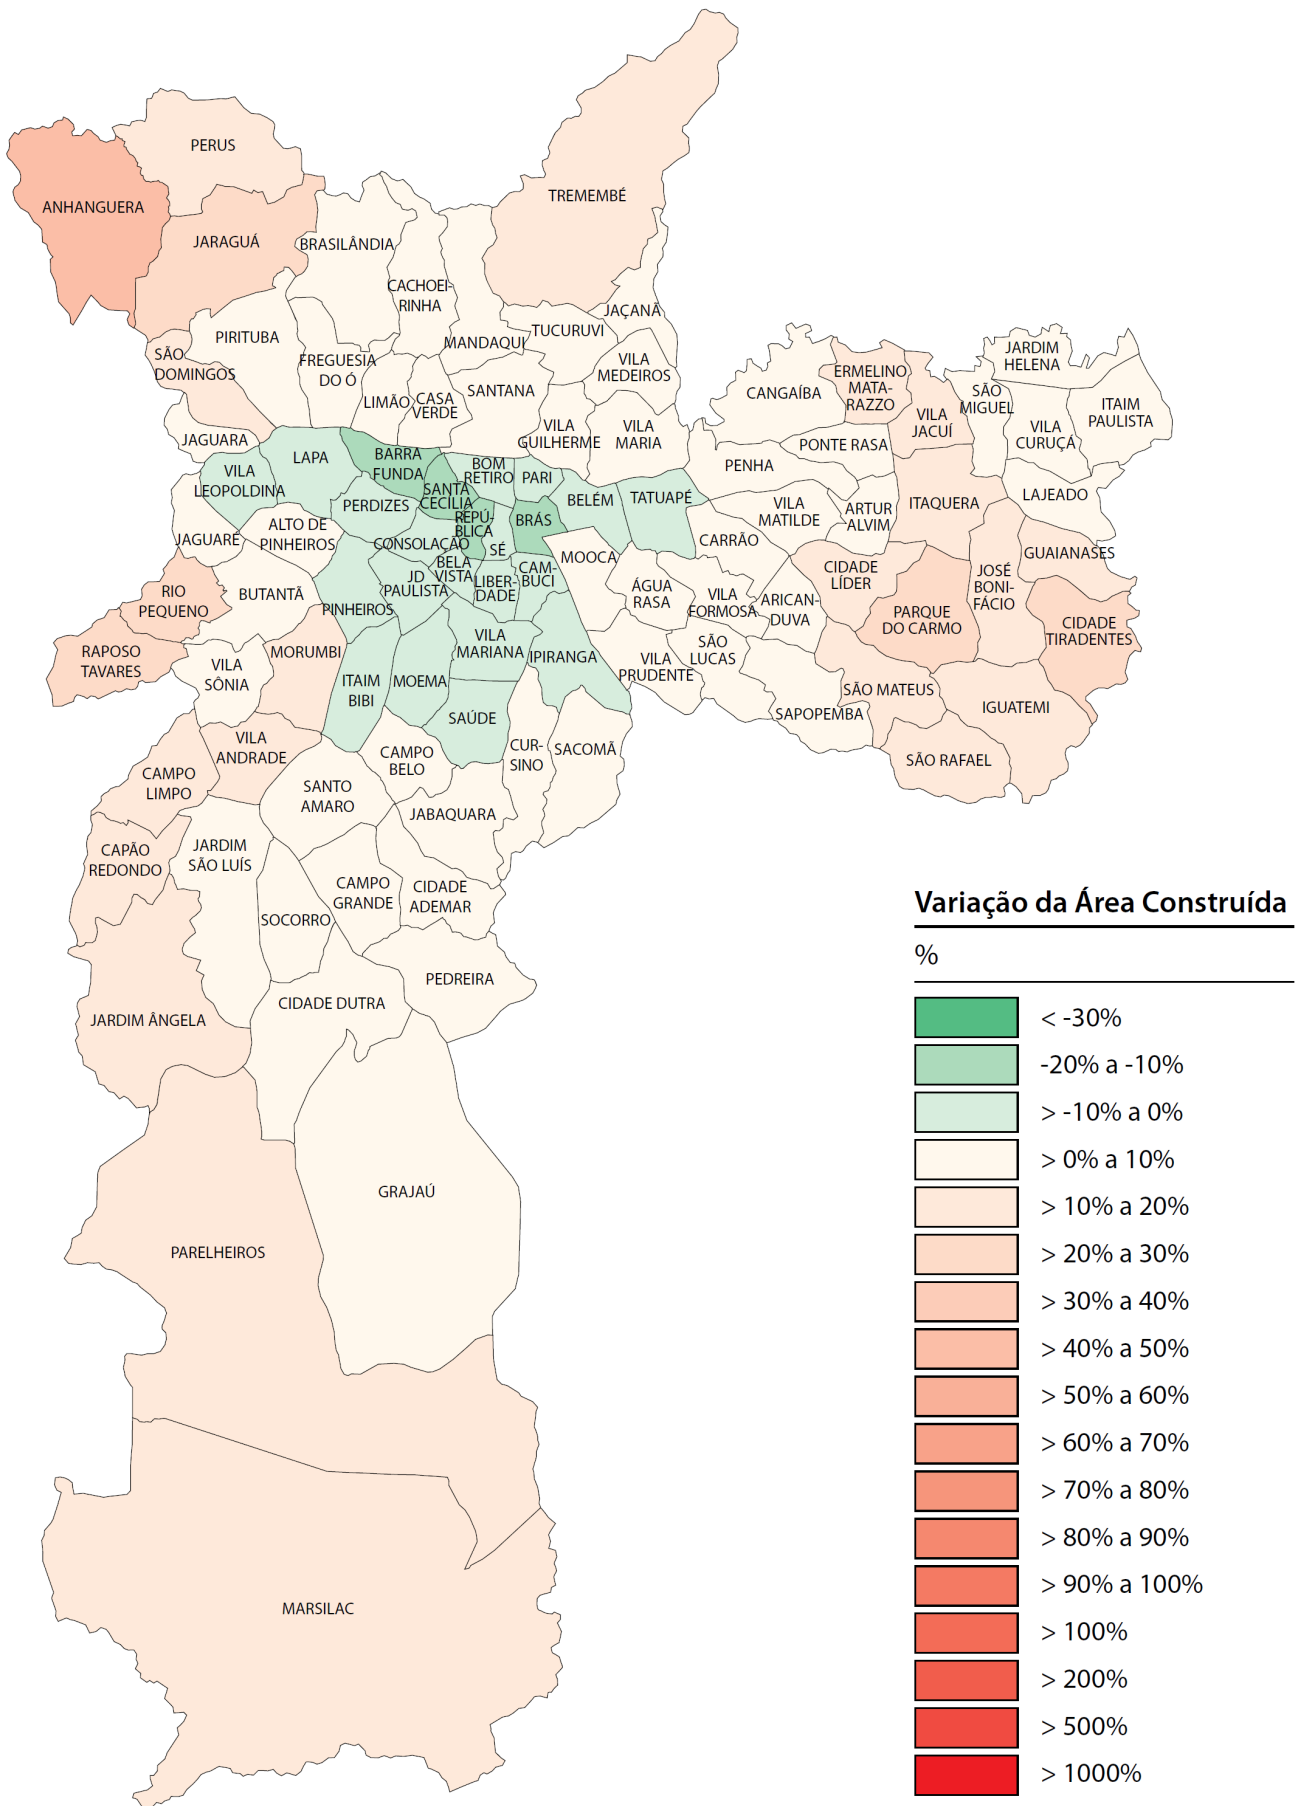 PERUS
ANHANGUERA
TREMEMBÉ
JARAGUÁ
BRASILÂNDIA
CACHOEI-
RINHA
JAÇANÃ
TUCURUVI
PIRITUBA
MANDAQUI
SÃO
DOMINGOS
FREGUESIA
DO Ó
VILA
MEDEIROS
JARDIM
HELENA
ERMELINO
MATA-
RAZZO
CANGAÍBA
SANTANA
LIMÃO
CASA
VERDE
SÃO
MIGUEL
ITAIM
PAULISTA
VILA
JACUÍ
VILA
CURUÇÁ
VILA
GUILHERME
VILA
MARIA
JAGUARA
PONTE RASA
LAPA
BARRA
FUNDA
BOM
RETIRO
PARI
PENHA
VILA
LEOPOLDINA
SANTA
CECÍLIA
BELÉM
TATUAPÉ
LAJEADO
ITAQUERA
PERDIZES
VILA
MATILDE
ARTUR
ALVIM
REPÚ-
BLICA
BRÁS
ALTO DE
PINHEIROS
JAGUARÉ
CONSOLAÇÃO
SÉ
CARRÃO
MOOCA
GUAIANASES
BELA
VISTA
CAM-
BUCI
CIDADE
LÍDER
JOSÉ
BONI-
FÁCIO
JD
PAULISTA
LIBER-
DADE
ÁGUA
RASA
VILA
FORMOSA
ARICAN-
DUVA
RIO
PEQUENO
BUTANTÃ
PINHEIROS
PARQUE
DO CARMO
CIDADE
TIRADENTES
VILA
MARIANA
SÃO
LUCAS
RAPOSO
TAVARES
MORUMBI
IPIRANGA
VILA
PRUDENTE
VILA
SÔNIA
ITAIM
BIBI
MOEMA
SÃO MATEUS
IGUATEMI
SAÚDE
SAPOPEMBA
VILA
ANDRADE
CAMPO
BELO
CUR-
SINO
SACOMÃ
SÃO RAFAEL
CAMPO
LIMPO
SANTO
AMARO
JABAQUARA
CAPÃO
REDONDO
JARDIM
SÃO LUÍS
CAMPO
GRANDE
CIDADE
ADEMAR
SOCORRO
PEDREIRA
CIDADE DUTRA
JARDIM ÂNGELA
GRAJAÚ
PARELHEIROS
MARSILAC
Variação da Área Construída
%
< -30%
-20% a -10%
> -10% a 0%
> 0% a 10%
> 10% a 20%
> 20% a 30%
> 30% a 40%
> 40% a 50%
> 50% a 60%
> 60% a 70%
> 70% a 80%
> 80% a 90%
> 90% a 100%
> 100%
> 200%
> 500%
> 1000%